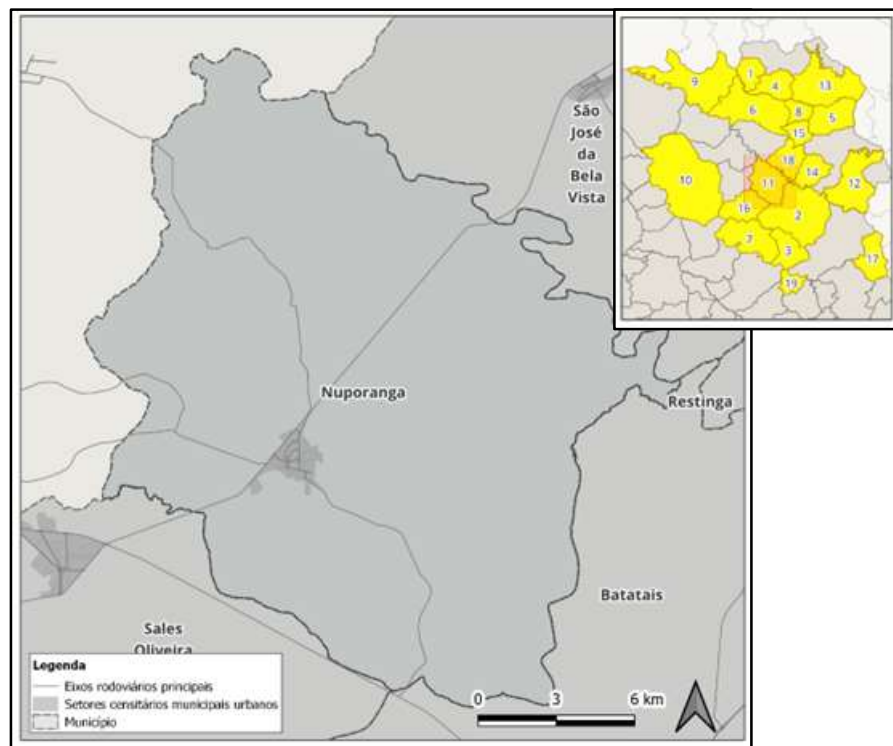 São
José
da
Bela
Vista
Nuporanga
Restinga
Batatais
Sales
Oliveira
Legenda
Eixos rodoviários principais
Setores censitários municipais urbanos
Município
0 3 6 km
1
9
4
13
6
8
5
15
18
10
11
14
12
16
2
7
3
17
19